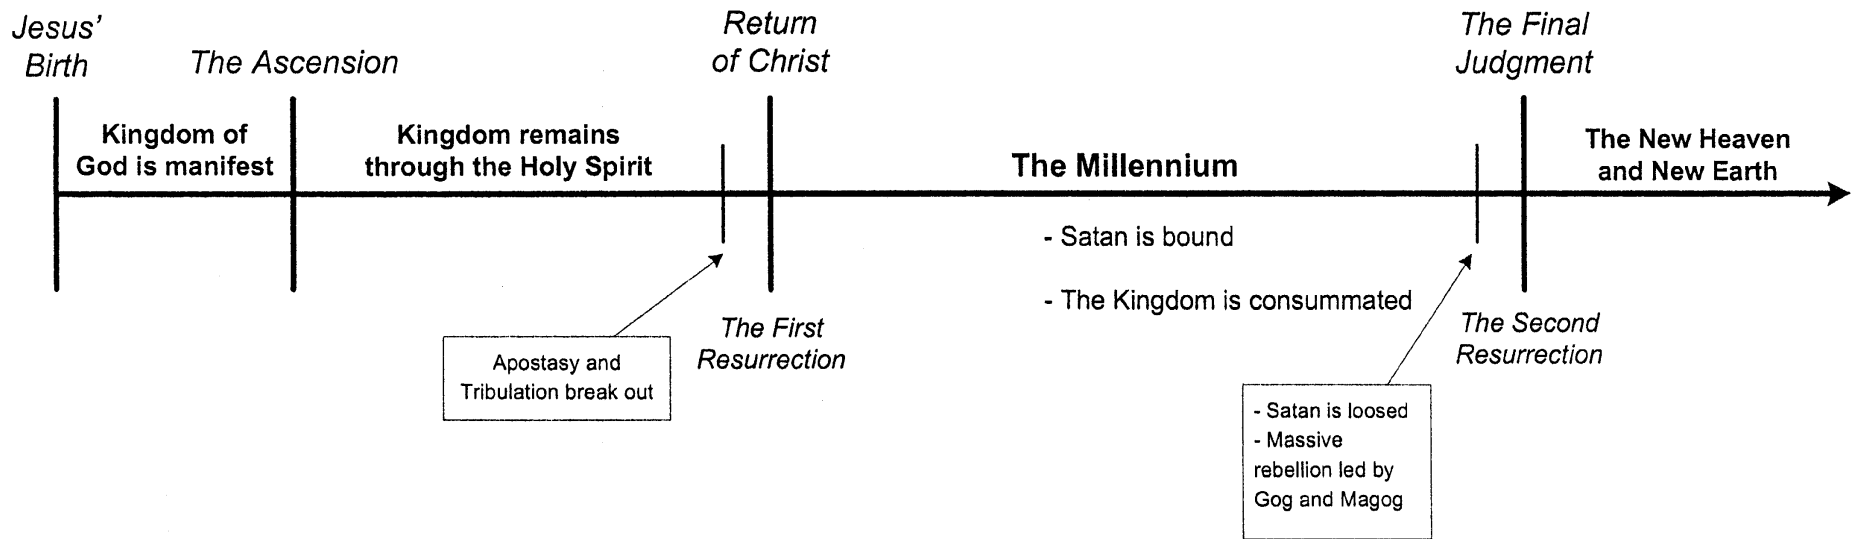 Jesus'
Birth
The Ascension
Return
of Christ
The Final
Judgment
Kingdom of
God is manifest
Kingdom remains
through the Holy Spirit
The Millennium
The New Heaven
and New Earth
- Satan is bound
- The Kingdom is consummated
The First
Resurrection
The Second
Resurrection
Apostasy and
Tribulation break out
- Satan is loosed
- Massive
rebellion led by
Gog and Magog